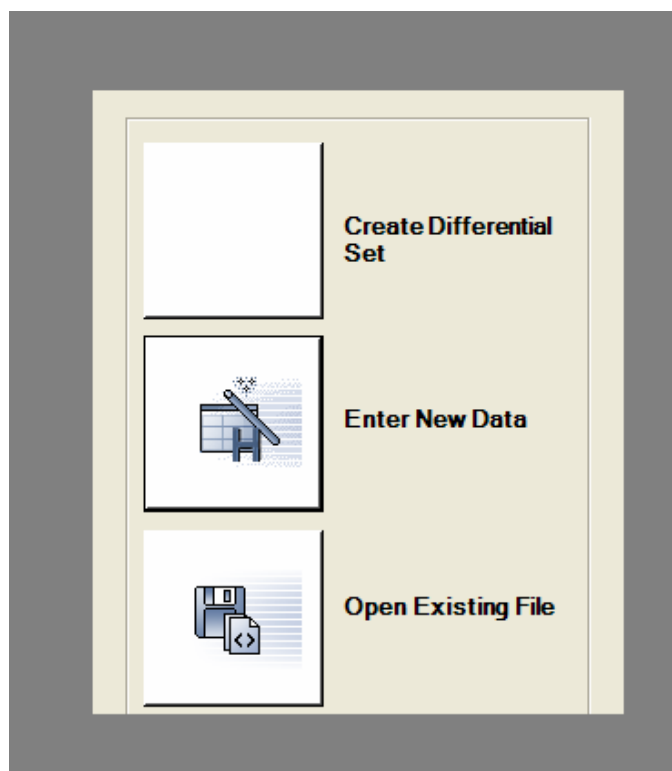 Create Differential
Set
Enter New Data
Open Existing File